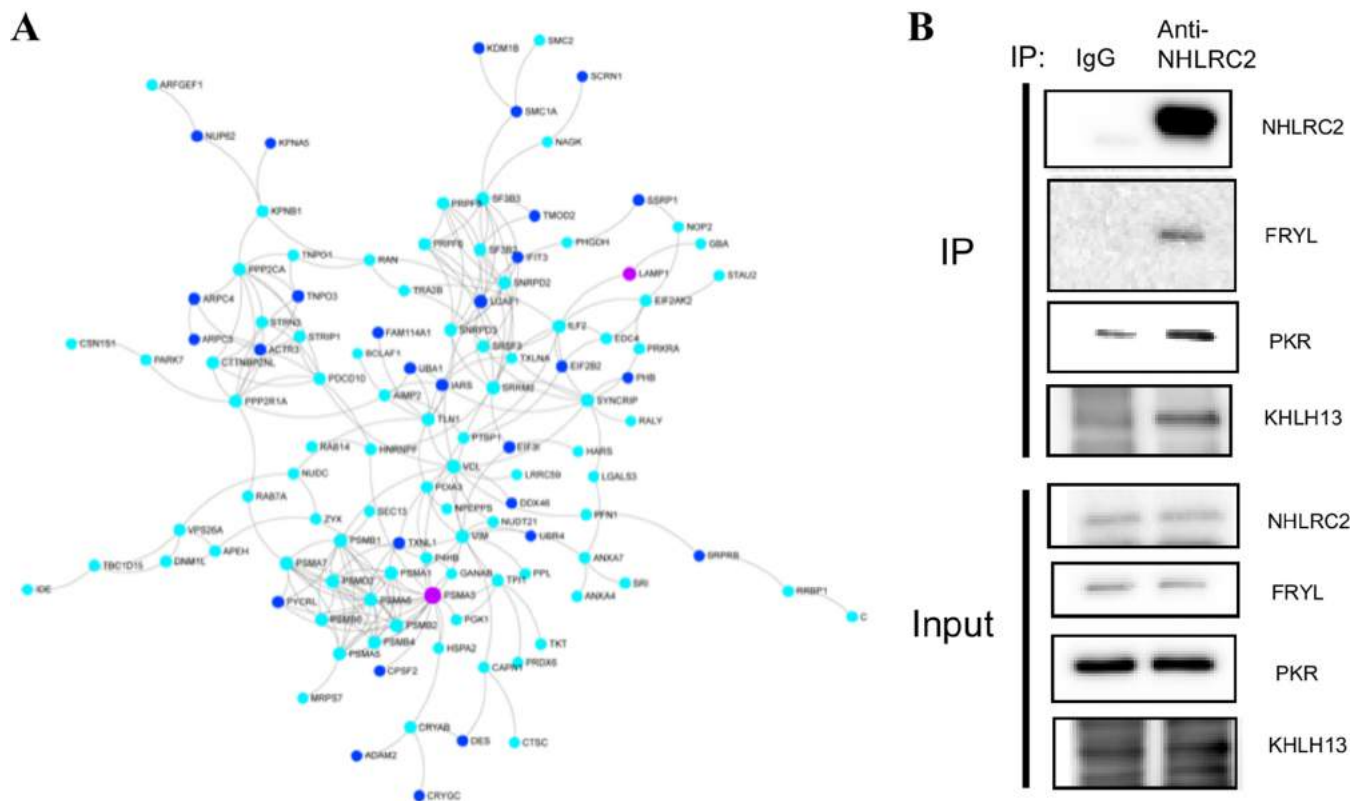 A
KDM1B
SMC2
ARFGEF1
SCRN1
SMC1A
NUP62
KPNA5
NAGK
SF3B3
SSRP1
KPNB1
TMOD2
NOP2
PRPF6
PHGDH
GBA
TNPO1
IFIT3
PPP2CA
RAN
LAMP1
STAU2
SNRPD2
TRA2B
ARPC4
TNPO3
EIF2AK2
STRN3
FAM114A1
SNRPD3
ILF2
STRIP1
EDC4
CSN1S1
ARPC5
ACTR3
SRSF3
PRKRA
BCLAF1
TXLNA
PARK7
CTTNBP2NL
UBA1
EIF2B2
PDCD10
IARS
PHB
AIMP2
PPP2R1A
SYNCRIP
TLN1
RALY
PTBP1
RAB14
HNRNPF
EIF3I
HARS
VCL
NUDC
LRRC59
LGALS3
PDIA3
RAB7A
DDX46
SEC13
NPEPPS
PFN1
ZYX
NUDT21
VPS26A
UBR4
PSMB1
TXNL1
VIM
APEH
P4HB
ANXA7
SRPRB
TBC1D15
DNM1L
PSMA7
PSMA1
GANAB
TPI1
PPL
SRI
IDE
ANXA4
RRBP1
PSMA3
PYCRL
PSMB2
PGK1
C
PSMB4
HSPA2
TKT
PSMA5
PRDX6
CPSF2
CAPN1
MRPS7
CRYAB
DES
CTSC
ADAM2
CRYGC
B
Anti-
IP: IgG NHLRC2
IP
NHLRC2
FRYL
PKR
KHLH13
Input
NHLRC2
FRYL
PKR
KHLH13